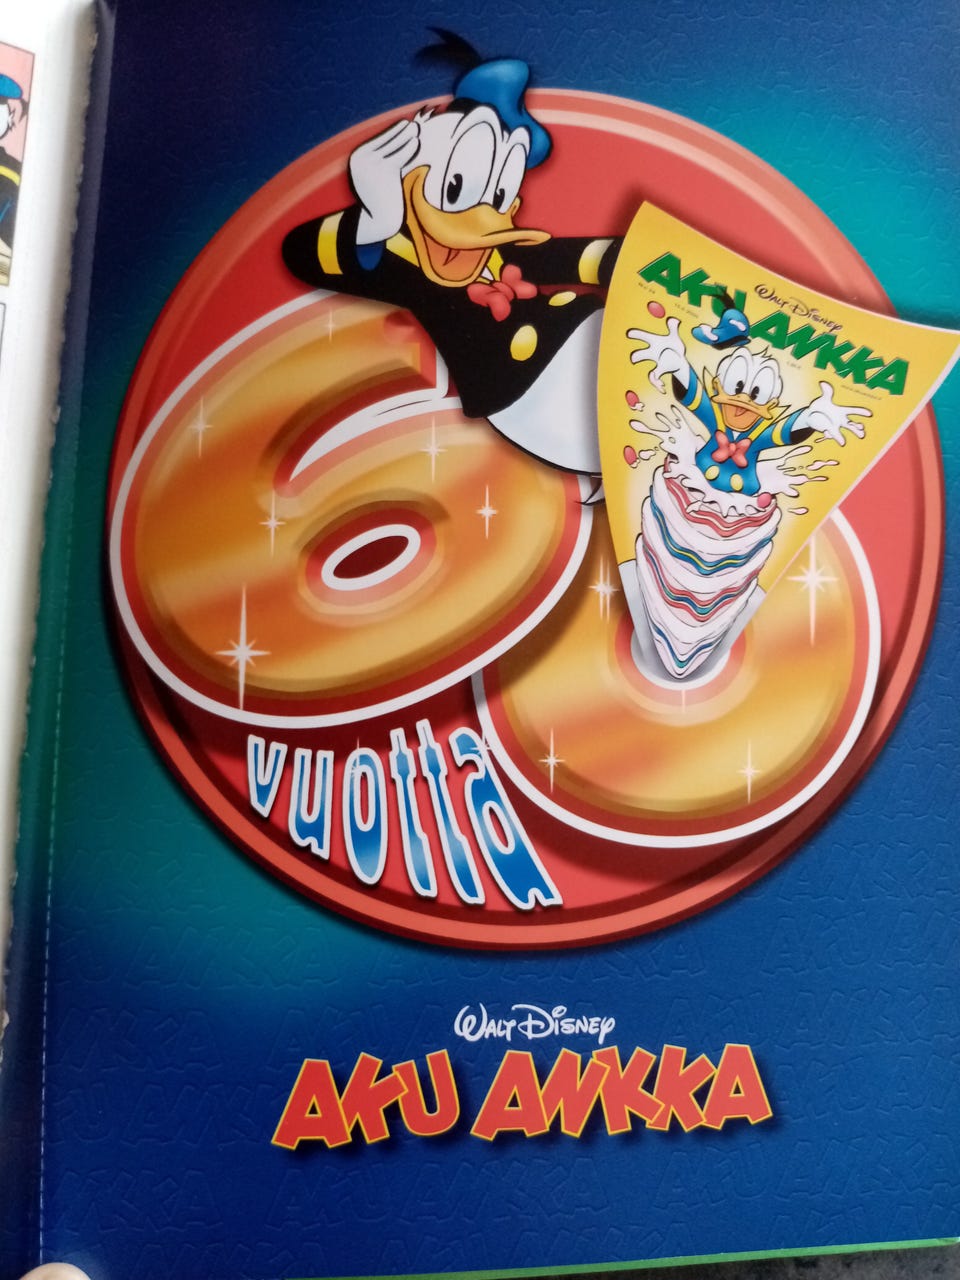 60
vuotta
WALT DISNEY
AKU ANKKA
WALT DISNEY
AKU ANKKA